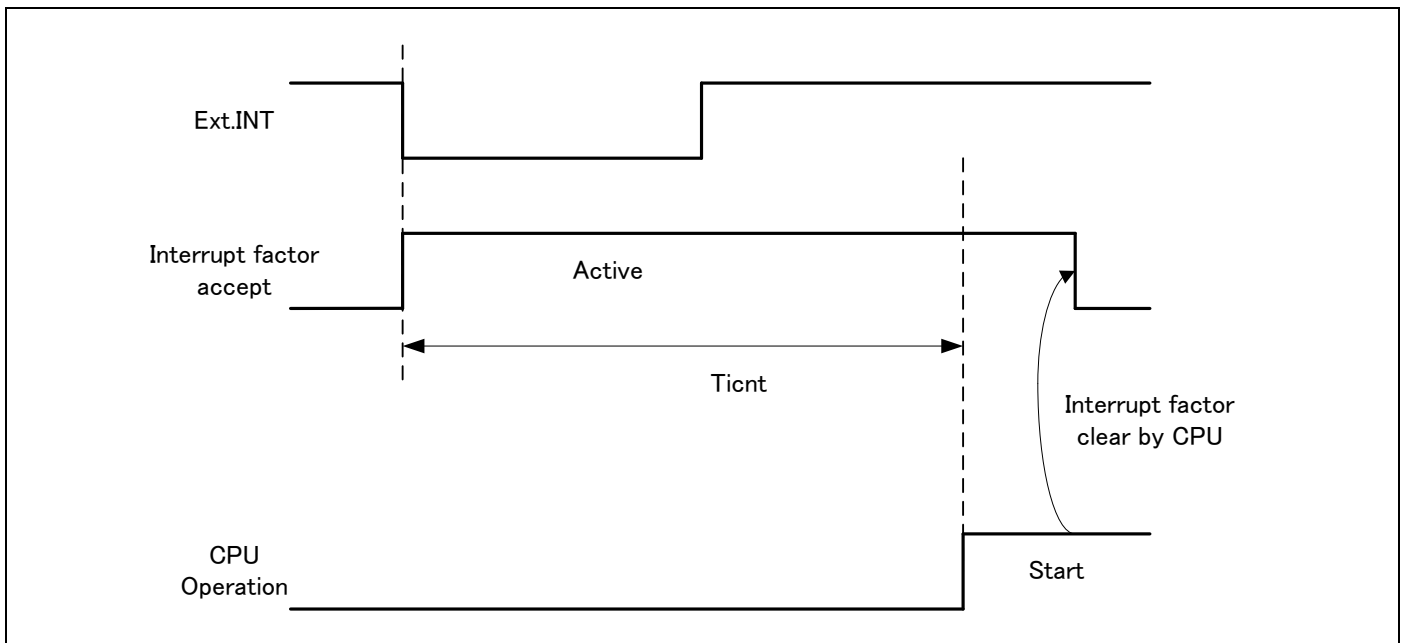 Ext.INT
Interrupt factor
accept
Active
Ticnt
Interrupt factor
clear by CPU
CPU
Operation
Start